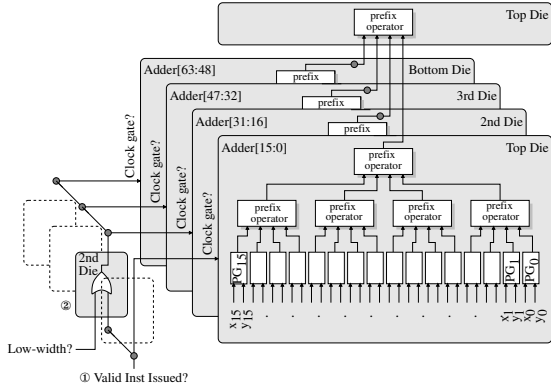 Top Die
prefix
operator
Adder[63:48]
Bottom Die
prefix
Adder[47:32]
3rd Die
prefix
Adder[31:16]
2nd Die
prefix
Adder[15:0]
Top Die
prefix
operator
Clock gate?
Clock gate?
Clock gate?
Clock gate?
prefix
operator
prefix
operator
prefix
operator
prefix
operator
2nd
Die
PG15
PG1
PG0
②
x15
y15
. . . . . . .
x1
y1
x0
y0
Low-width?
① Valid Inst Issued?